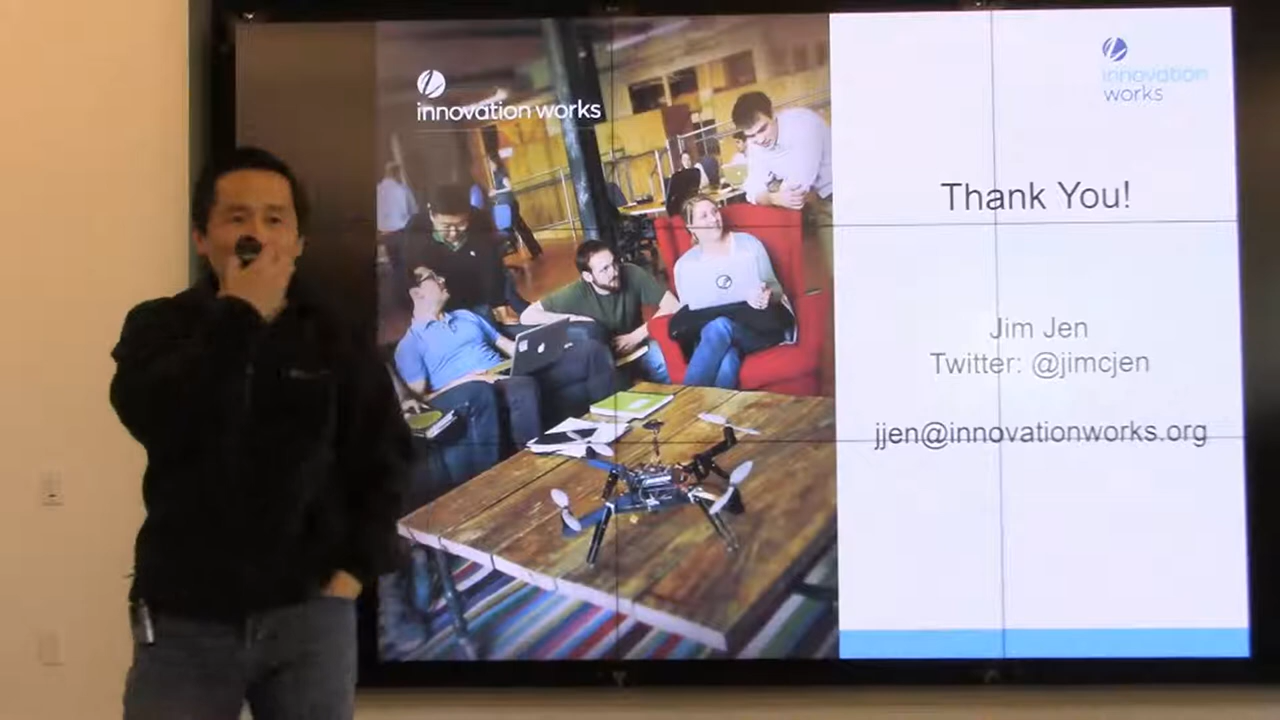 innovation works
innovation
works
Thank You!
Jim Jen
Twitter: @jimcjen
jjen@innovationworks.org